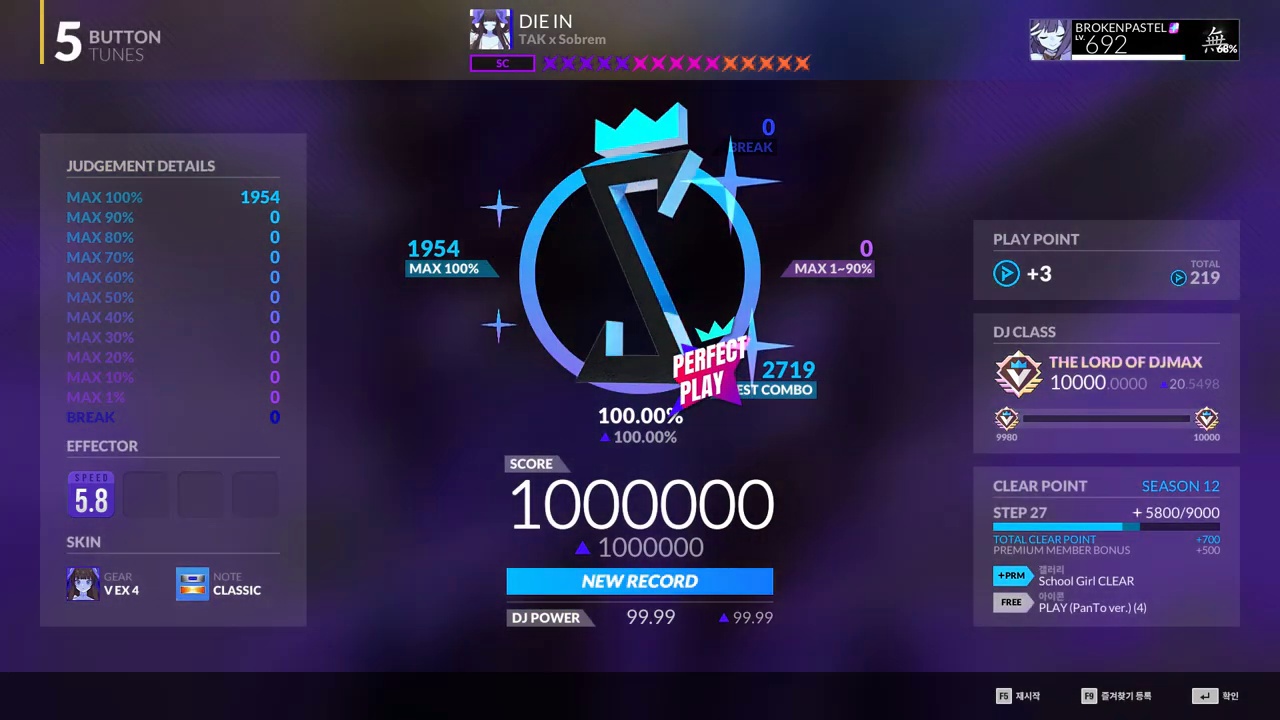 5 BUTTON
TUNES
DIE IN
TAK x Sobrem
SC
BROKENPASTEL
LV. 692
無
68%
JUDGEMENT DETAILS
MAX 100% 1954
MAX 90% 0
MAX 80% 0
MAX 70% 0
MAX 60% 0
MAX 50% 0
MAX 40% 0
MAX 30% 0
MAX 20% 0
MAX 10% 0
MAX 1% 0
BREAK 0
EFFECTOR
SPEED
5.8
SKIN
GEAR
V EX 4
NOTE
CLASSIC
0
BREAK
1954
MAX 100%
0
MAX 1~90%
S
PERFECT
PLAY
2719
EST COMBO
100.00%
▲ 100.00%
SCORE
1000000
▲ 1000000
NEW RECORD
DJ POWER 99.99 ▲ 99.99
PLAY POINT
+3
TOTAL
219
DJ CLASS
THE LORD OF DJMAX
10000.0000 ▲20.5498
9980 10000
CLEAR POINT SEASON 12
STEP 27 + 5800/9000
TOTAL CLEAR POINT +700
PREMIUM MEMBER BONUS +500
+PRM 갤러리
School Girl CLEAR
FREE 아이콘
PLAY (PanTo ver.) (4)
F5 재시작 F9 즐겨찾기 등록 ↵ 확인